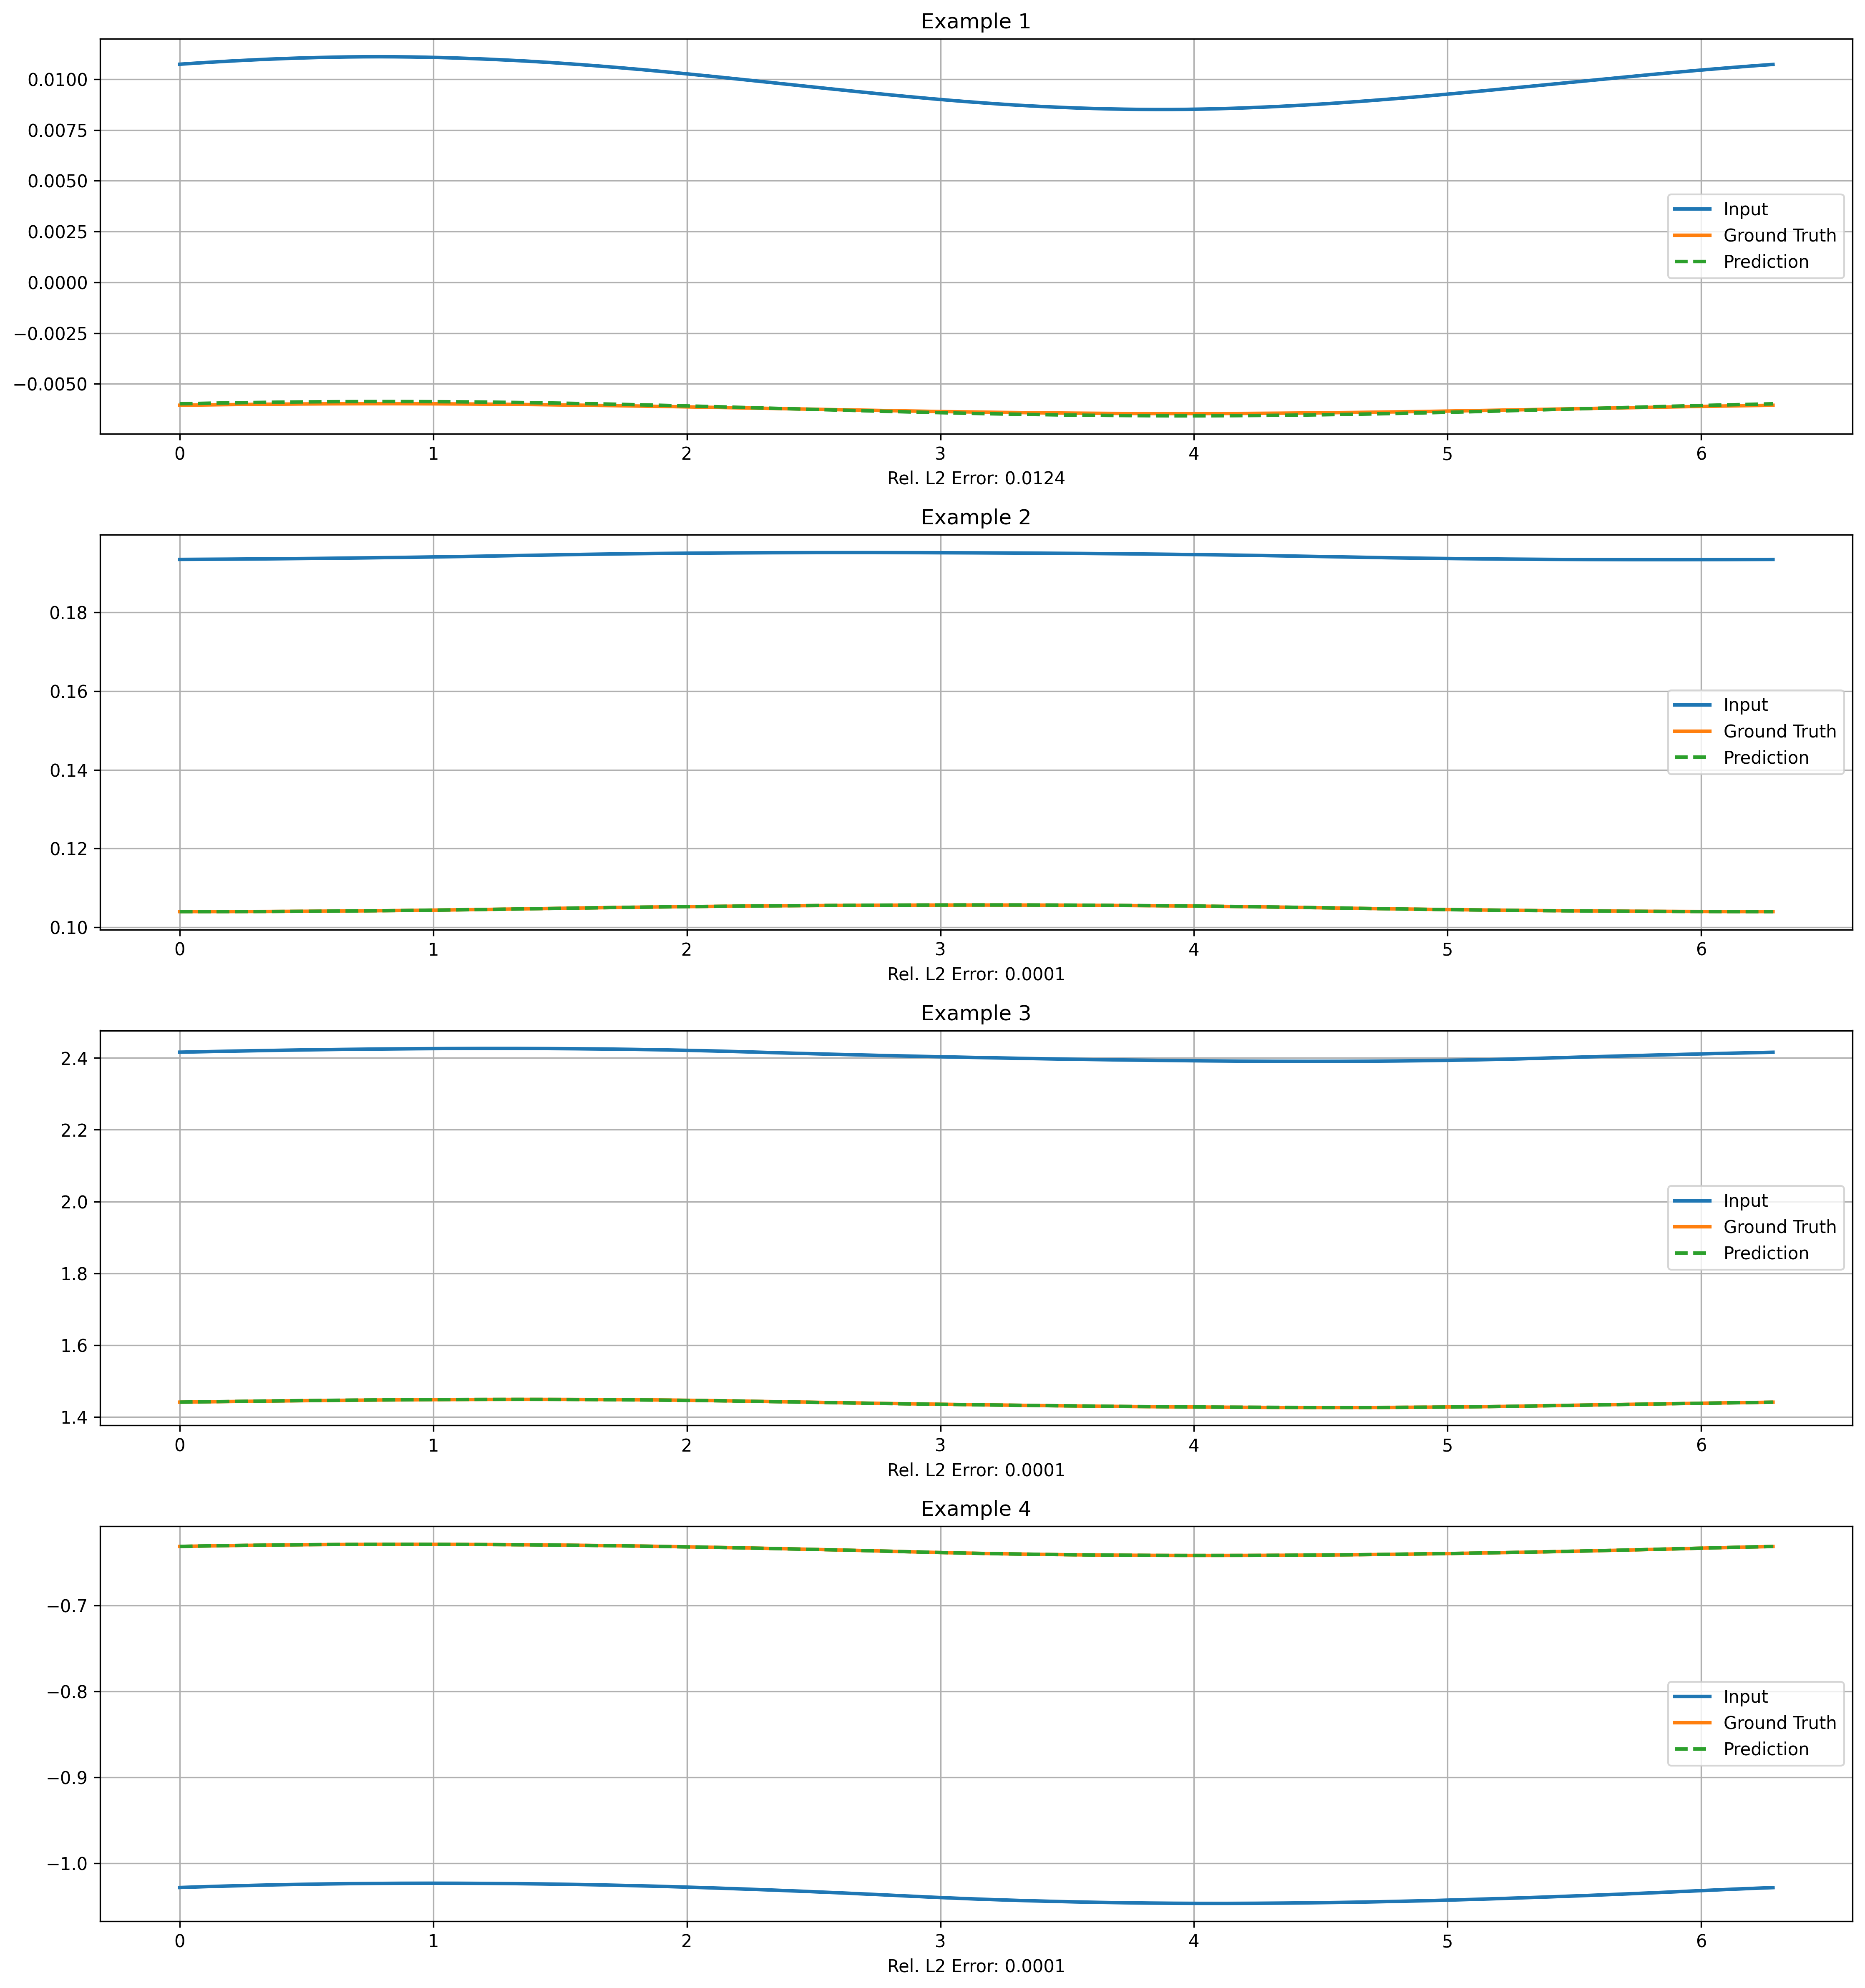 Example 1
0.0100
0.0075
0.0050
0.0025
0.0000
−0.0025
−0.0050
Input
Ground Truth
Prediction
0 1 2 3 4 5 6
Rel. L2 Error: 0.0124
Example 2
0.18
0.16
0.14
0.12
0.10
Input
Ground Truth
Prediction
0 1 2 3 4 5 6
Rel. L2 Error: 0.0001
Example 3
2.4
2.2
2.0
1.8
1.6
1.4
Input
Ground Truth
Prediction
0 1 2 3 4 5 6
Rel. L2 Error: 0.0001
Example 4
−0.7
−0.8
−0.9
−1.0
Input
Ground Truth
Prediction
0 1 2 3 4 5 6
Rel. L2 Error: 0.0001